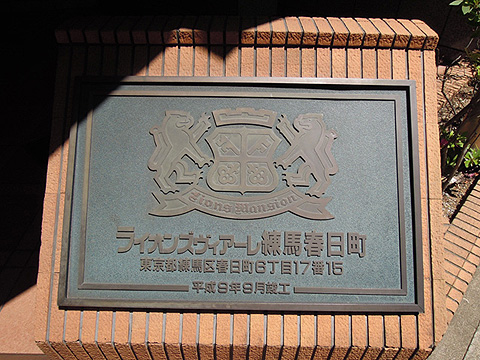 Lions Mansion
ライオンズヴィアーレ練馬春日町
東京都練馬区春日町6丁目17番15
平成9年9月竣工